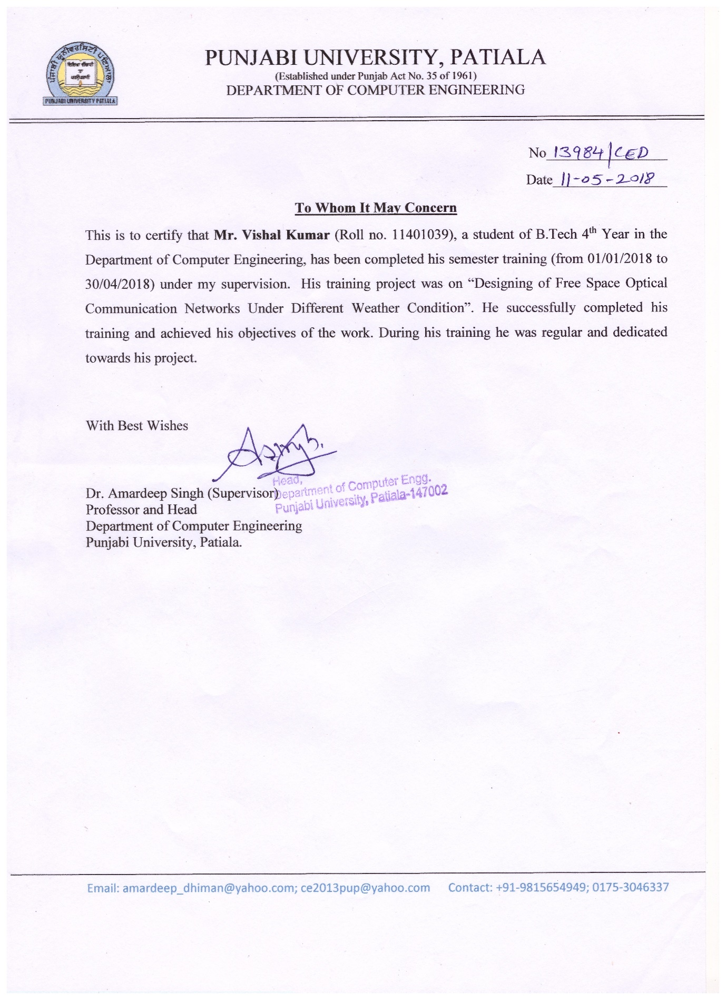 ਪੰਜਾਬੀ ਯੂਨੀਵਰਸਿਟੀ ਪਟਿਆਲਾ
ਵਿਦਿਆ ਵੀਚਾਰੀ
ਤਾ
ਪਰਉਪਕਾਰੀ
PUNJABI UNIVERSITY PATIALA
PUNJABI UNIVERSITY, PATIALA
(Established under Punjab Act No. 35 of 1961)
DEPARTMENT OF COMPUTER ENGINEERING
No 13984/CED
Date 11-05-2018
To Whom It May Concern
This is to certify that Mr. Vishal Kumar (Roll no. 11401039), a student of B.Tech 4th Year in the
Department of Computer Engineering, has been completed his semester training (from 01/01/2018 to
30/04/2018) under my supervision. His training project was on “Designing of Free Space Optical
Communication Networks Under Different Weather Condition”. He successfully completed his
training and achieved his objectives of the work. During his training he was regular and dedicated
towards his project.
With Best Wishes
Dr. Amardeep Singh (Supervisor)
Professor and Head
Department of Computer Engineering
Punjabi University, Patiala.
Head,
Department of Computer Engg.
Punjabi University, Patiala-147002
Email: amardeep_dhiman@yahoo.com; ce2013pup@yahoo.com Contact: +91-9815654949; 0175-3046337